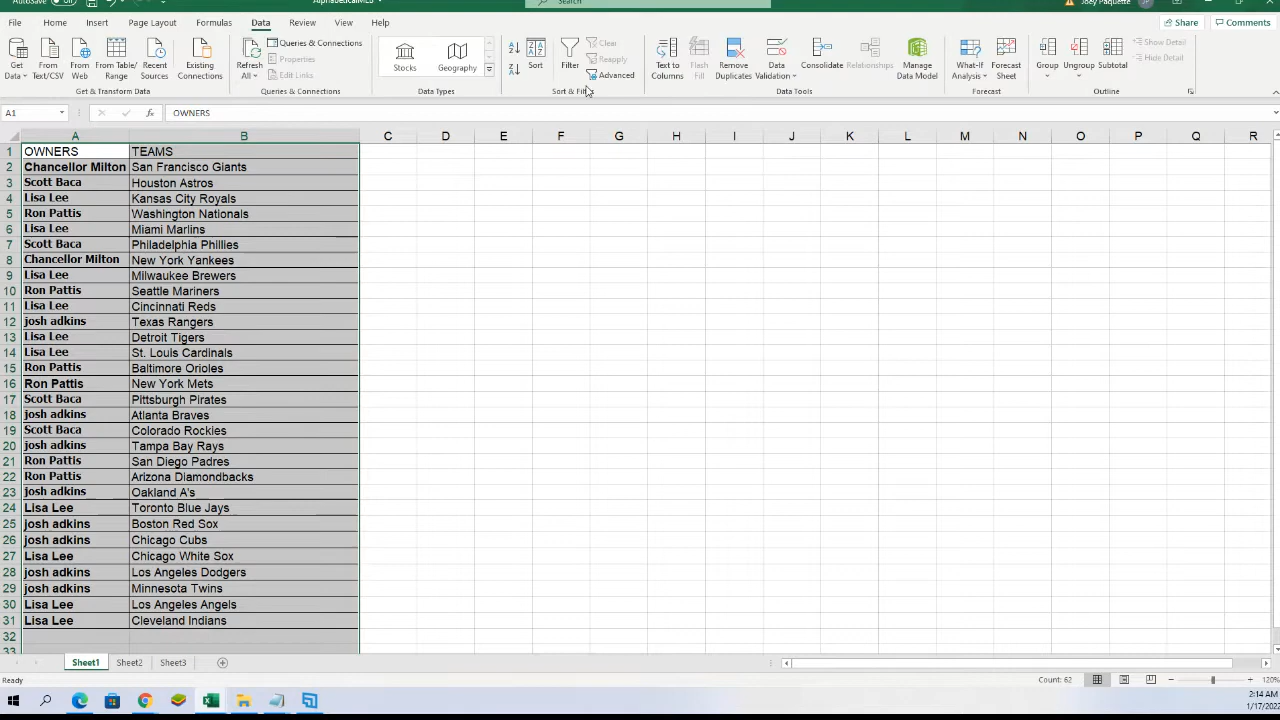 AutoSave Off
AlphabeticalMLB
Search
Joey Paquette
JP
File Home Insert Page Layout Formulas Data Review View Help
Share Comments
Get Data From Text/CSV From Web From Table/Range Recent Sources Existing Connections
Get & Transform Data
Refresh All Queries & Connections
Properties
Edit Links
Queries & Connections
Stocks Geography
Data Types
Sort Filter Clear
Reapply
Advanced
Sort & Filter
Text to Columns Flash Fill Remove Duplicates Data Validation Consolidate Relationships Manage Data Model
Data Tools
What-If Analysis Forecast Sheet
Forecast
Group Ungroup Subtotal Show Detail
Hide Detail
Outline
A1 fx OWNERS
A B C D E F G H I J K L M N O P Q R
1 OWNERS TEAMS
2 Chancellor Milton San Francisco Giants
3 Scott Baca Houston Astros
4 Lisa Lee Kansas City Royals
5 Ron Pattis Washington Nationals
6 Lisa Lee Miami Marlins
7 Scott Baca Philadelphia Phillies
8 Chancellor Milton New York Yankees
9 Lisa Lee Milwaukee Brewers
10 Ron Pattis Seattle Mariners
11 Lisa Lee Cincinnati Reds
12 josh adkins Texas Rangers
13 Lisa Lee Detroit Tigers
14 Lisa Lee St. Louis Cardinals
15 Ron Pattis Baltimore Orioles
16 Ron Pattis New York Mets
17 Scott Baca Pittsburgh Pirates
18 josh adkins Atlanta Braves
19 Scott Baca Colorado Rockies
20 josh adkins Tampa Bay Rays
21 Ron Pattis San Diego Padres
22 Ron Pattis Arizona Diamondbacks
23 josh adkins Oakland A's
24 Lisa Lee Toronto Blue Jays
25 josh adkins Boston Red Sox
26 josh adkins Chicago Cubs
27 Lisa Lee Chicago White Sox
28 josh adkins Los Angeles Dodgers
29 josh adkins Minnesota Twins
30 Lisa Lee Los Angeles Angels
31 Lisa Lee Cleveland Indians
32
33
Sheet1 Sheet2 Sheet3
Ready Count: 62 120%
2:14 AM
1/17/202